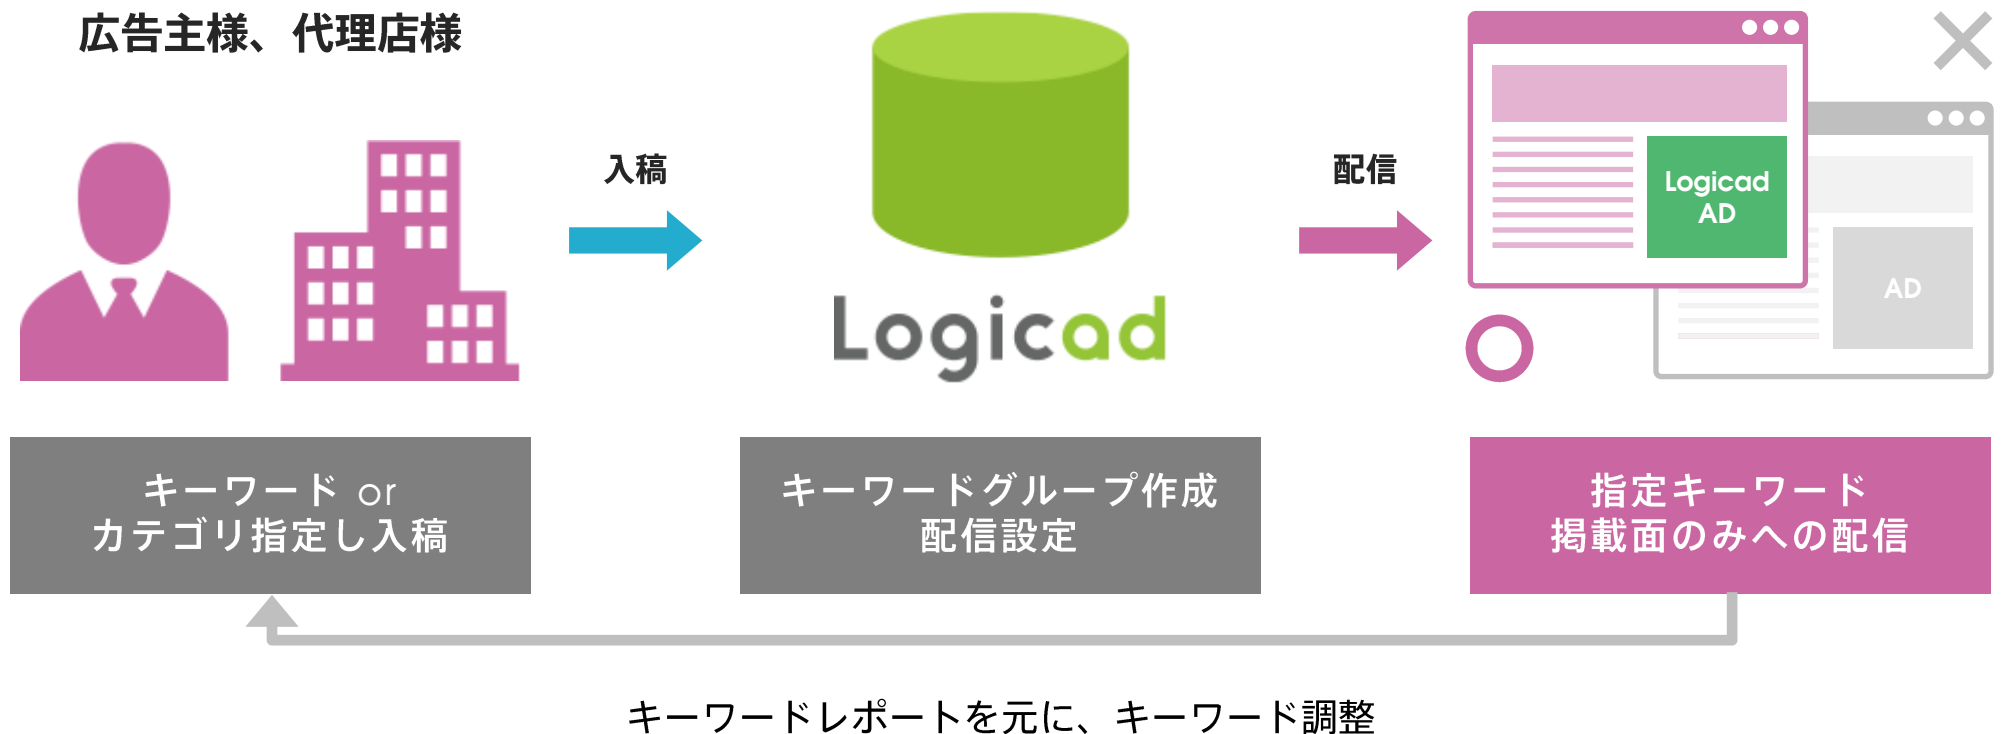 広告主様、代理店様
入稿
Logicad
配信
Logicad
AD
AD
キーワード or
カテゴリ指定し入稿
キーワードグループ作成
配信設定
指定キーワード
掲載面のみへの配信
キーワードレポートを元に、キーワード調整